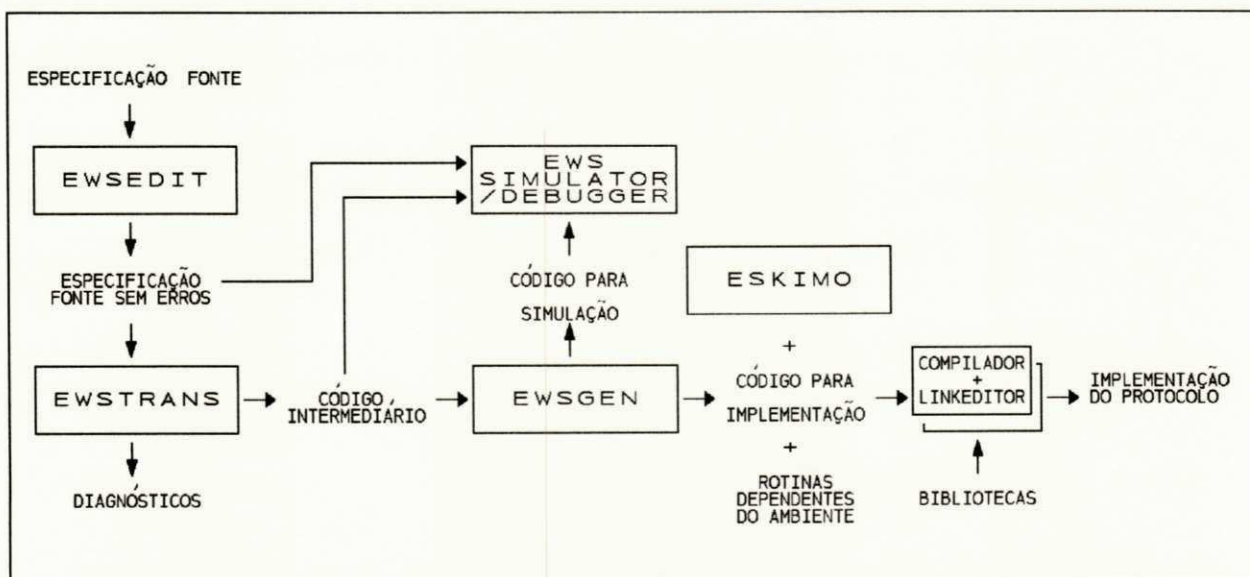 ESPECIFICAÇÃO FONTE
EWSEDIT
ESPECIFICAÇÃO
FONTE SEM ERROS
EWSTRANS
DIAGNÓSTICOS
CÓDIGO
INTERMEDIÁRIO
EWS
SIMULATOR
/DEBUGGER
CÓDIGO PARA
SIMULAÇÃO
EWSGEN
ESKIMO
+
CÓDIGO PARA
IMPLEMENTAÇÃO
+
ROTINAS
DEPENDENTES
DO AMBIENTE
COMPILADOR
+
LINKEDITOR
BIBLIOTECAS
IMPLEMENTAÇÃO
DO PROTOCOLO